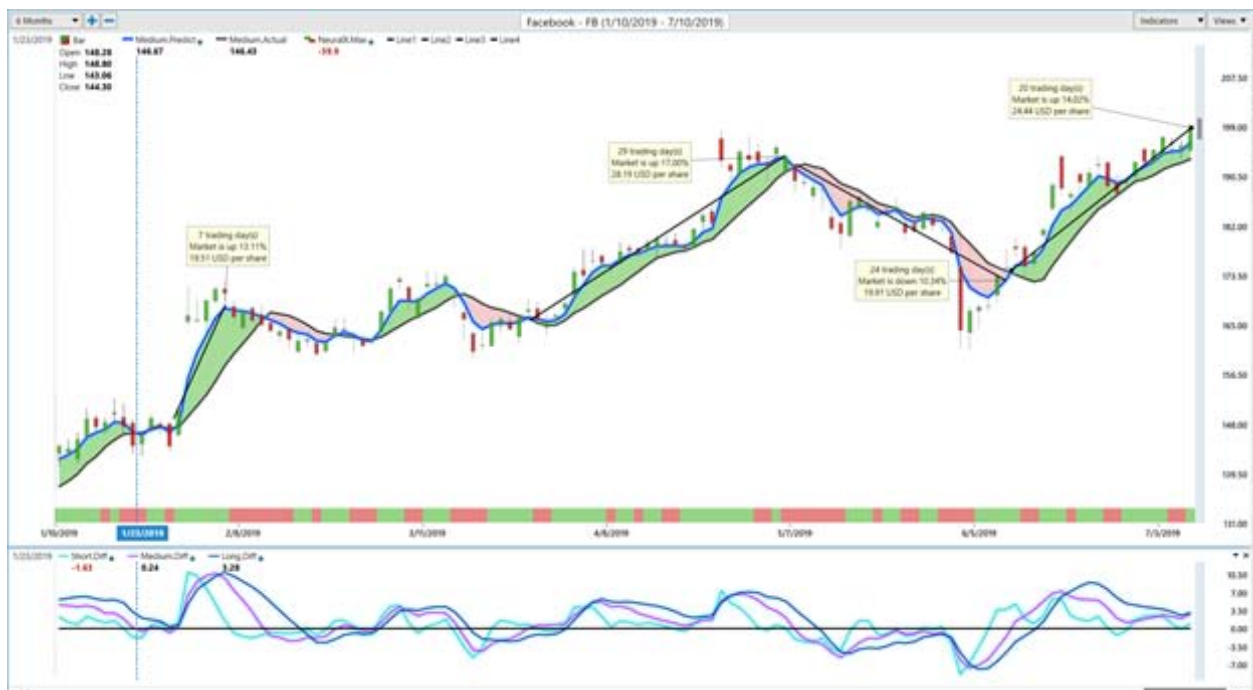 6 Months
Facebook - FB (1/10/2019 - 7/10/2019)
Indicators
Views
1/23/2019 Bar Medium.Predict Medium.Actual NeuralX.Max Line1 Line2 Line3 Line4
Open 148.28 146.67 146.43 -39.9
High 148.80
Low 143.06
Close 144.30
207.50
20 trading day(s)
Market is up 14.02%
24.44 USD per share
199.00
29 trading day(s)
Market is up 17.00%
28.19 USD per share
190.50
182.00
7 trading day(s)
Market is up 13.11%
19.51 USD per share
24 trading day(s)
Market is down 10.34%
19.91 USD per share
173.50
165.00
156.50
148.00
139.50
131.00
1/10/2019 1/23/2019 2/8/2019 3/11/2019 4/8/2019 5/7/2019 6/5/2019 7/3/2019
1/23/2019 Short.Diff Medium.Diff Long.Diff
-1.63 0.24 3.28
10.50
7.00
3.50
0.00
-3.50
-7.00